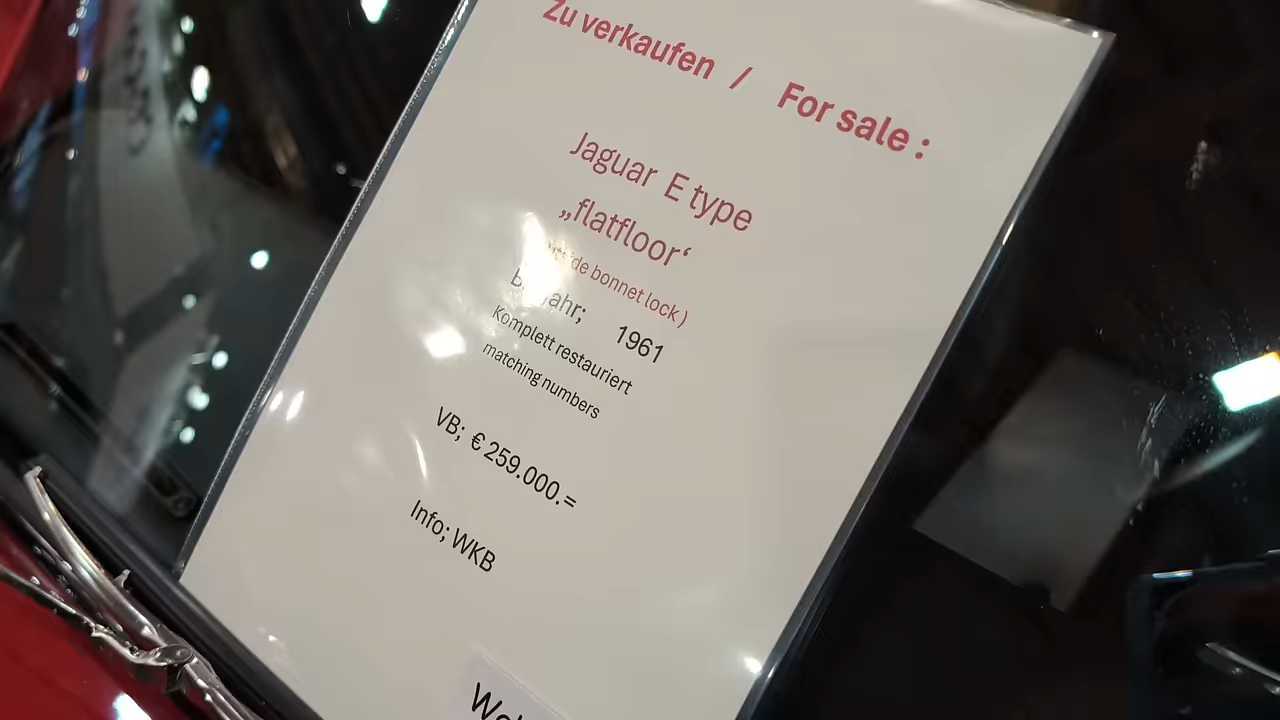 Zu verkaufen / For sale :
Jaguar E type
„flatfloor‘
de bonnet lock )
1961
Komplett restauriert
matching numbers
VB; € 259.000.=
Info; WKB